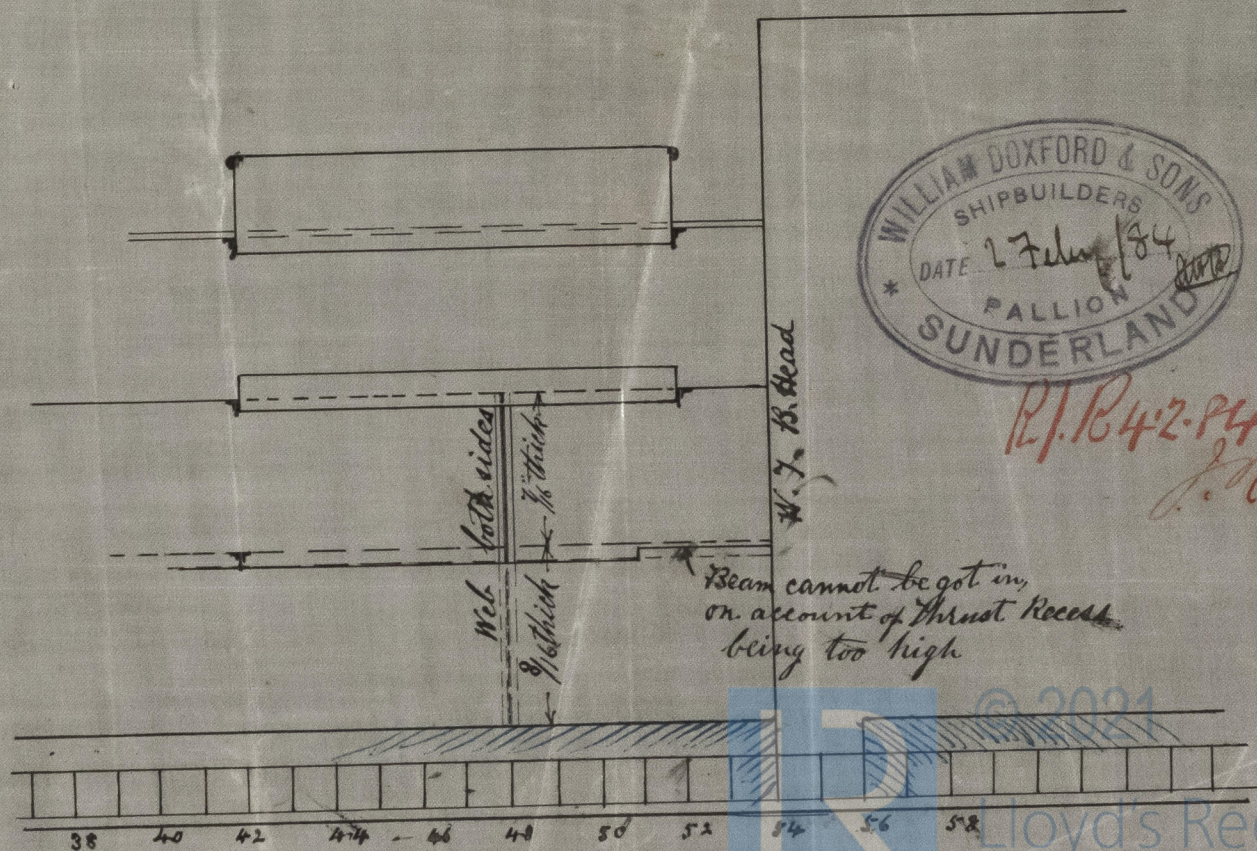 WILLIAM DOXFORD & SONS
SHIPBUILDERS
DATE 2 Feby/84
PALLION
* SUNDERLAND
R.J.R 4.2.84
W.T.B.Head
Web both sides
7/16 thick
8/16 thick
Beam cannot be got in,
on account of Thrust Recess
being too high
© 2021
Lloyd's Re
38 40 42 44 46 48 50 52 54 56 58